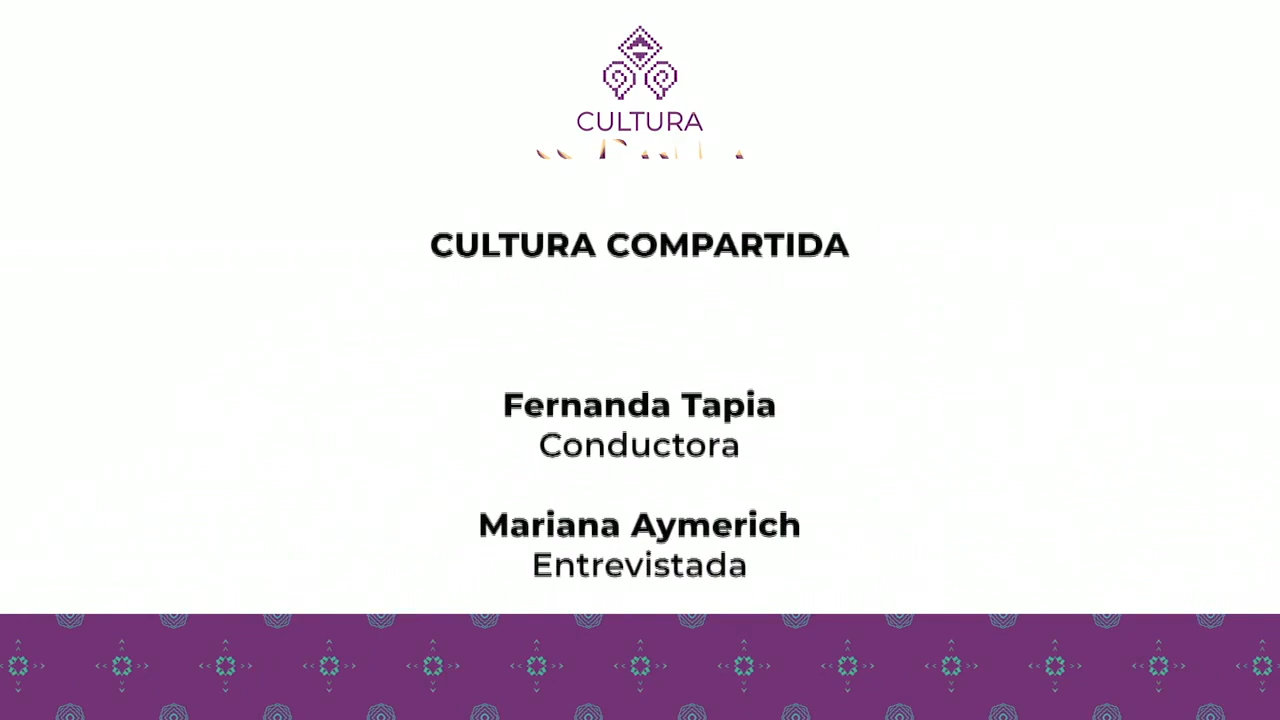 CULTURA
CULTURA COMPARTIDA
Fernanda Tapia
Conductora
Mariana Aymerich
Entrevistada